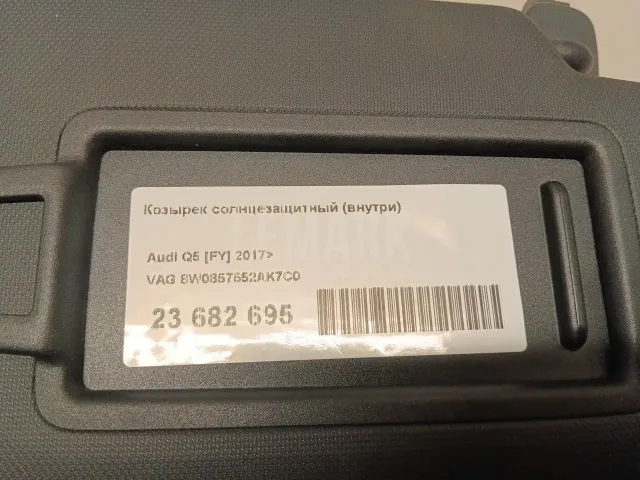 Козырек солнцезащитный (внутри)
Audi Q5 [FY] 2017>
VAG 8W0857552AK7C0
23 682 695